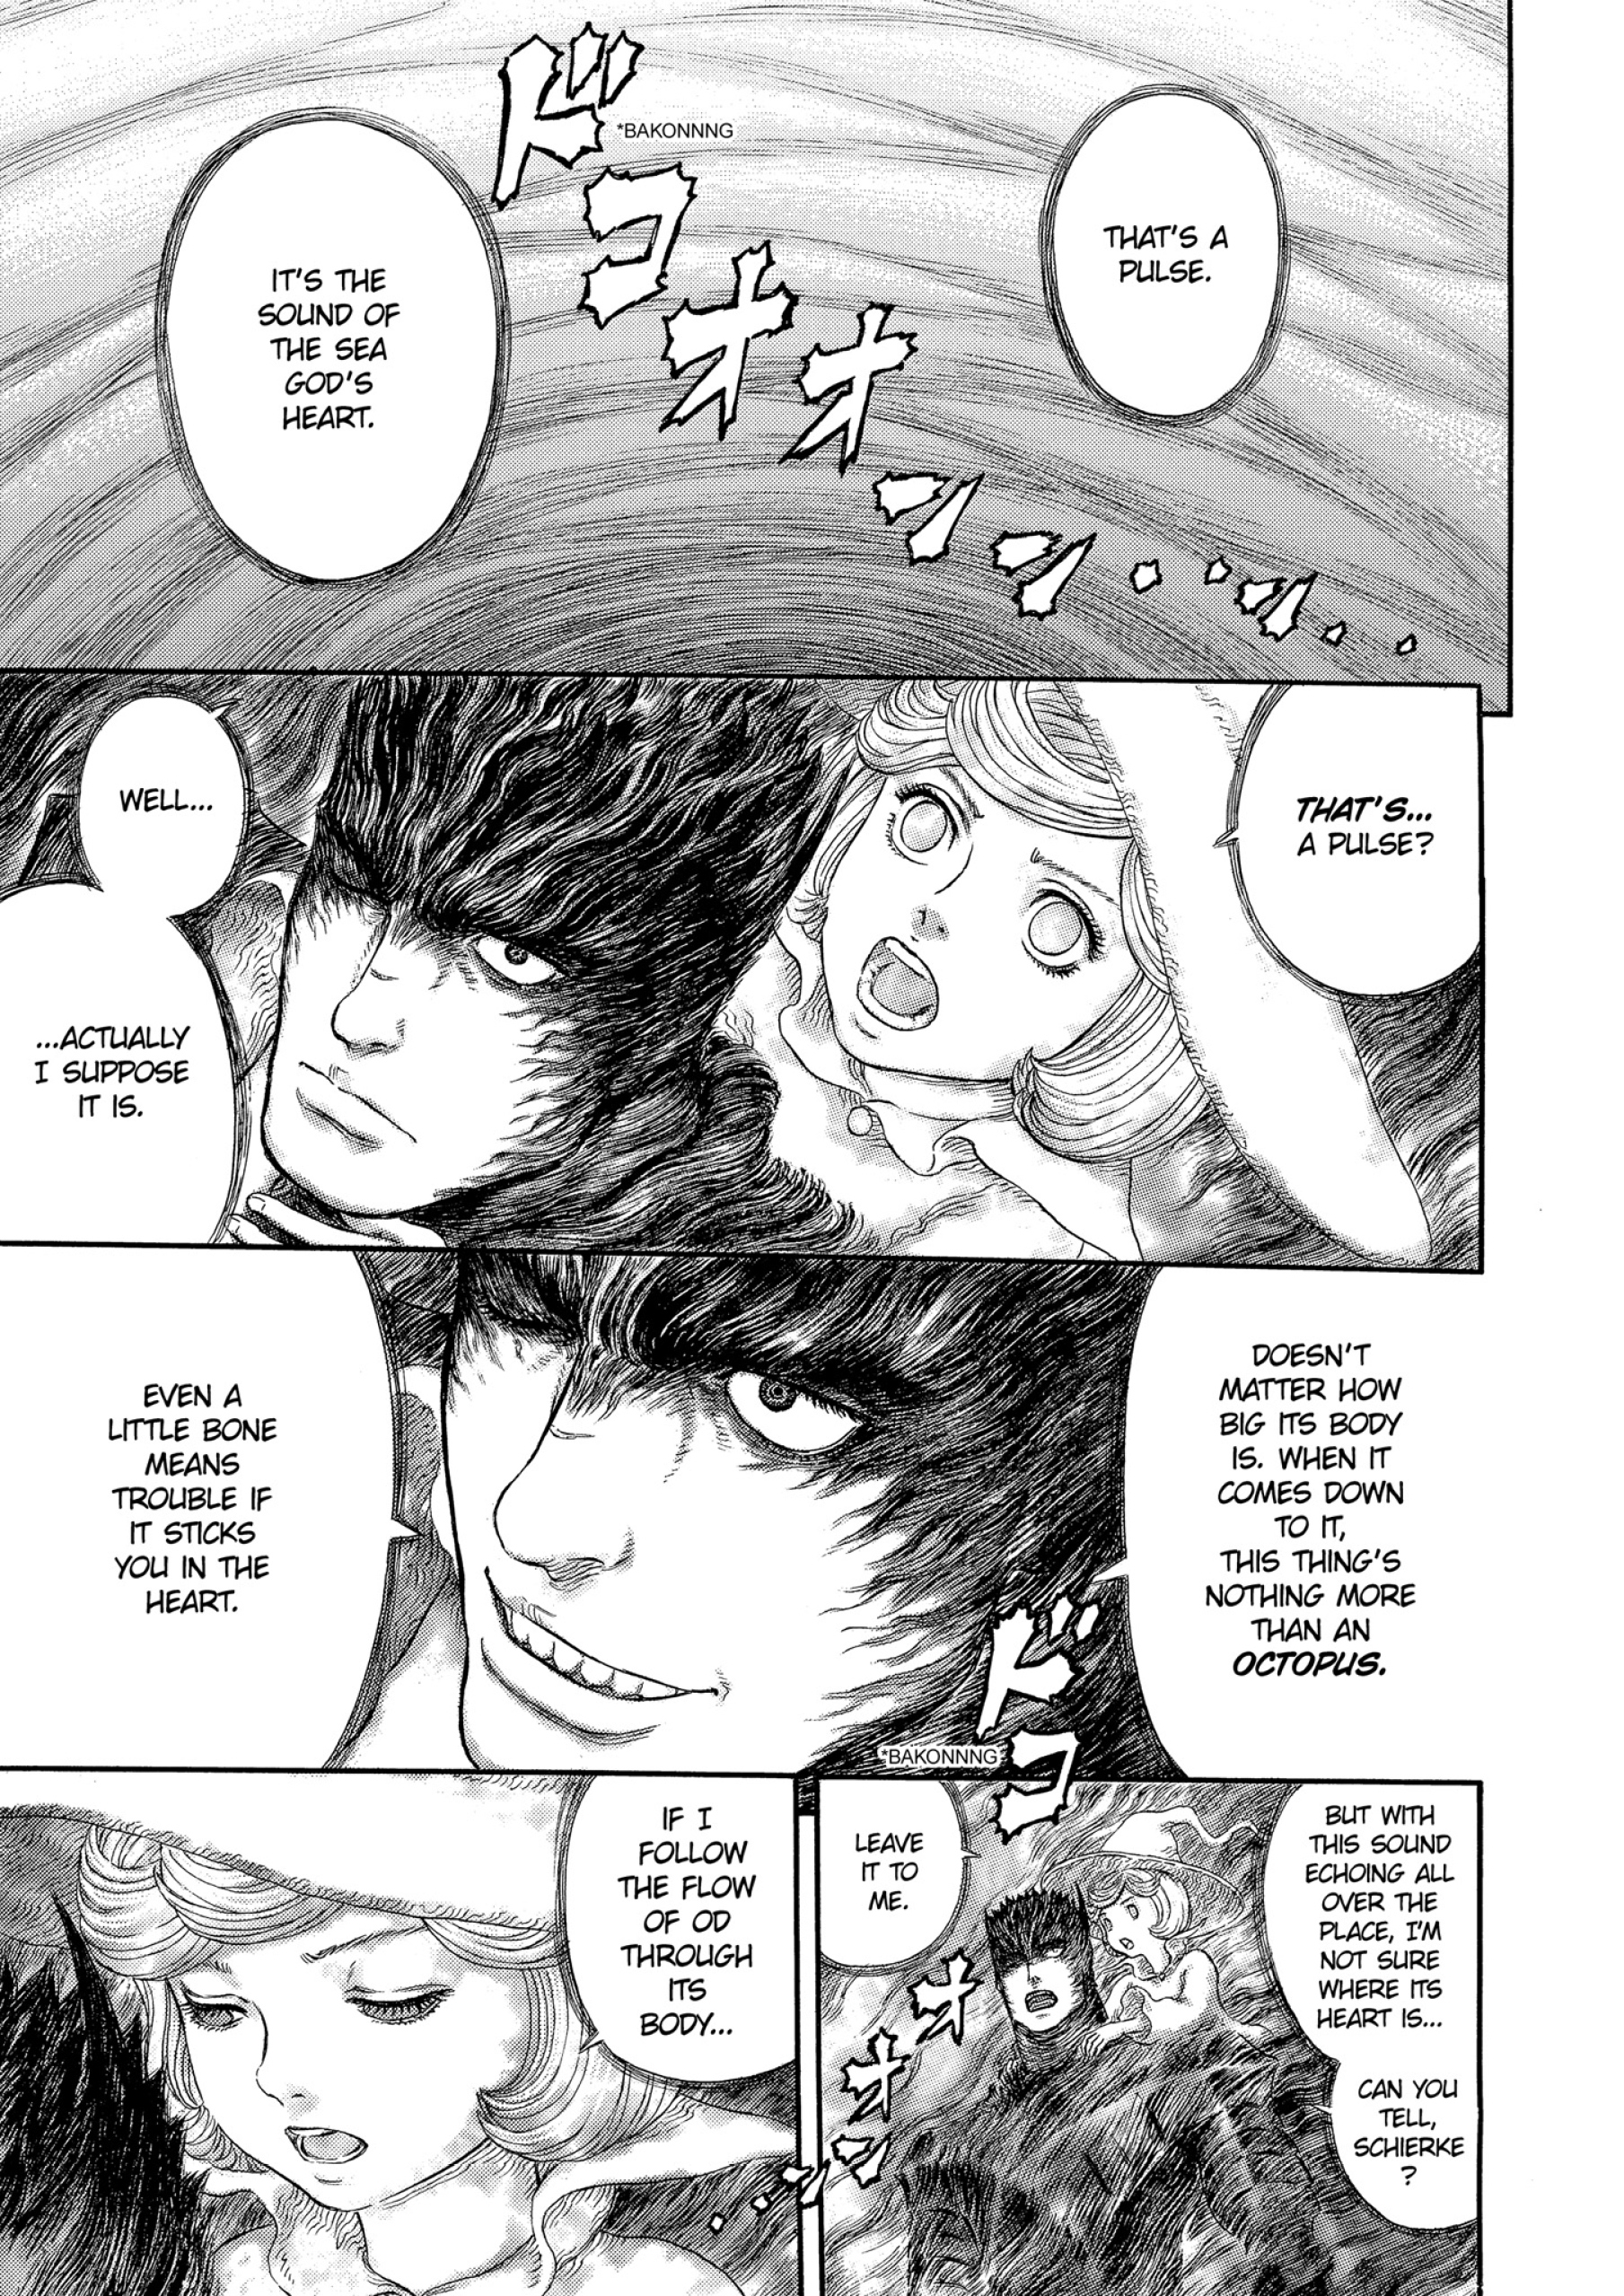 THAT'S A
PULSE.
ドコオオンンッ
*BAKONNNG
IT'S THE
SOUND OF
THE SEA
GOD'S
HEART.
THAT'S...
A PULSE?
WELL...
...ACTUALLY
I SUPPOSE
IT IS.
DOESN'T
MATTER HOW
BIG ITS BODY
IS. WHEN IT
COMES DOWN
TO IT,
THIS THING'S
NOTHING MORE
THAN AN
OCTOPUS.
EVEN A
LITTLE BONE
MEANS
TROUBLE IF
IT STICKS
YOU IN THE
HEART.
ドコオオンン
*BAKONNNG
BUT WITH
THIS SOUND
ECHOING ALL
OVER THE
PLACE, I'M
NOT SURE
WHERE ITS
HEART IS...
CAN YOU
TELL,
SCHIERKE
?
LEAVE
IT TO
ME.
IF I
FOLLOW
THE FLOW
OF OD
THROUGH
ITS
BODY...